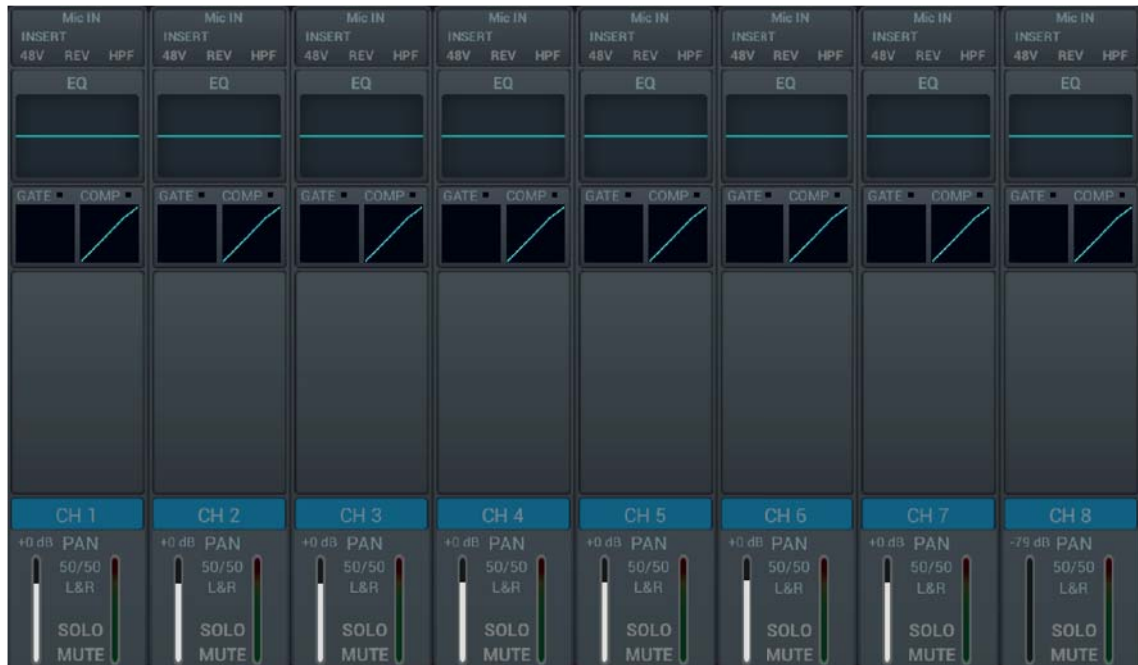 Mic IN Mic IN Mic IN Mic IN Mic IN Mic IN Mic IN Mic IN
INSERT INSERT INSERT INSERT INSERT INSERT INSERT INSERT
48V REV HPF 48V REV HPF 48V REV HPF 48V REV HPF 48V REV HPF 48V REV HPF 48V REV HPF 48V REV HPF
EQ EQ EQ EQ EQ EQ EQ EQ
GATE COMP GATE COMP GATE COMP GATE COMP GATE COMP GATE COMP GATE COMP GATE COMP
CH 1 CH 2 CH 3 CH 4 CH 5 CH 6 CH 7 CH 8
+0 dB PAN +0 dB PAN +0 dB PAN +0 dB PAN +0 dB PAN +0 dB PAN +0 dB PAN -79 dB PAN
50/50 50/50 50/50 50/50 50/50 50/50 50/50 50/50
L&R L&R L&R L&R L&R L&R L&R L&R
SOLO SOLO SOLO SOLO SOLO SOLO SOLO SOLO
MUTE MUTE MUTE MUTE MUTE MUTE MUTE MUTE